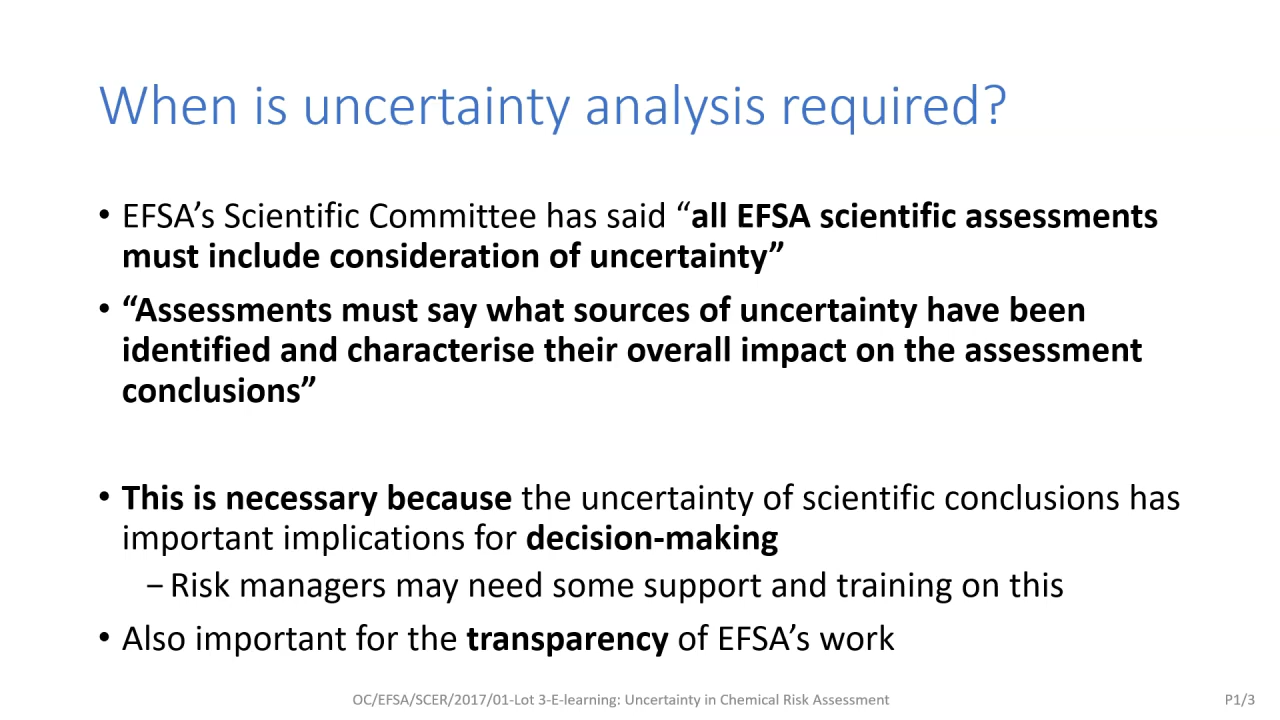 When is uncertainty analysis required?
• EFSA’s Scientific Committee has said “all EFSA scientific assessments
must include consideration of uncertainty”
• “Assessments must say what sources of uncertainty have been
identified and characterise their overall impact on the assessment
conclusions”
• This is necessary because the uncertainty of scientific conclusions has
important implications for decision-making
– Risk managers may need some support and training on this
• Also important for the transparency of EFSA’s work
OC/EFSA/SCER/2017/01-Lot 3-E-learning: Uncertainty in Chemical Risk Assessment
P1/3